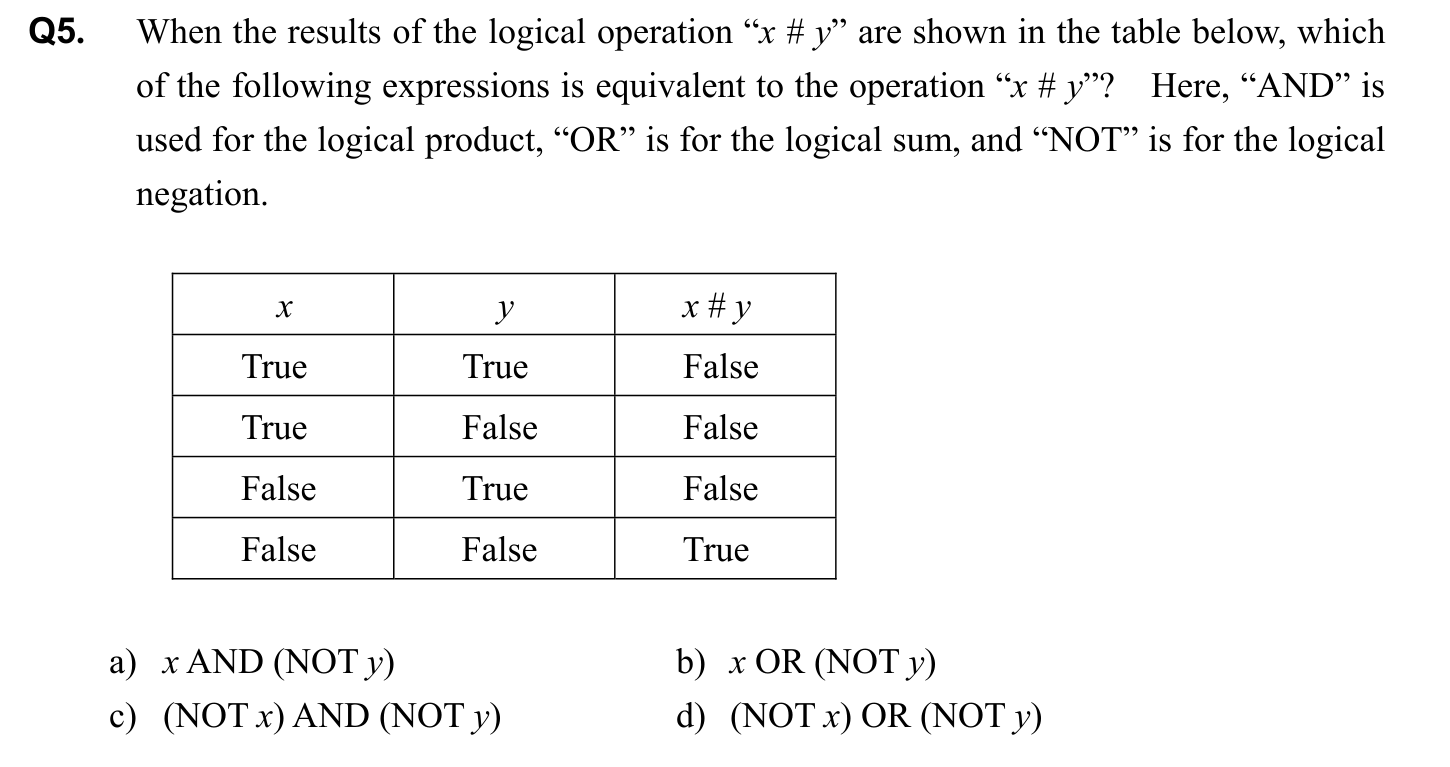 Q5. When the results of the logical operation “x # y” are shown in the table below, which
of the following expressions is equivalent to the operation “x # y”? Here, “AND” is
used for the logical product, “OR” is for the logical sum, and “NOT” is for the logical
negation.
x y x # y
True True False
True False False
False True False
False False True
a) x AND (NOT y) b) x OR (NOT y)
c) (NOT x) AND (NOT y) d) (NOT x) OR (NOT y)